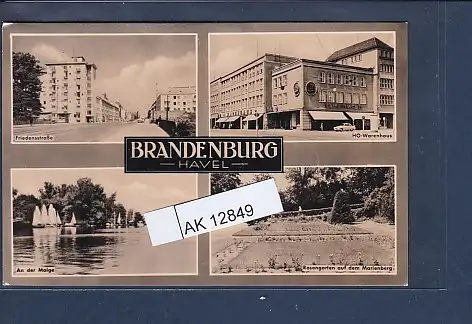 Friedensstraße
HO-Warenhaus
BRANDENBURG
HAVEL
AK 12849
An der Malge
Rosengarten auf dem Marienberg